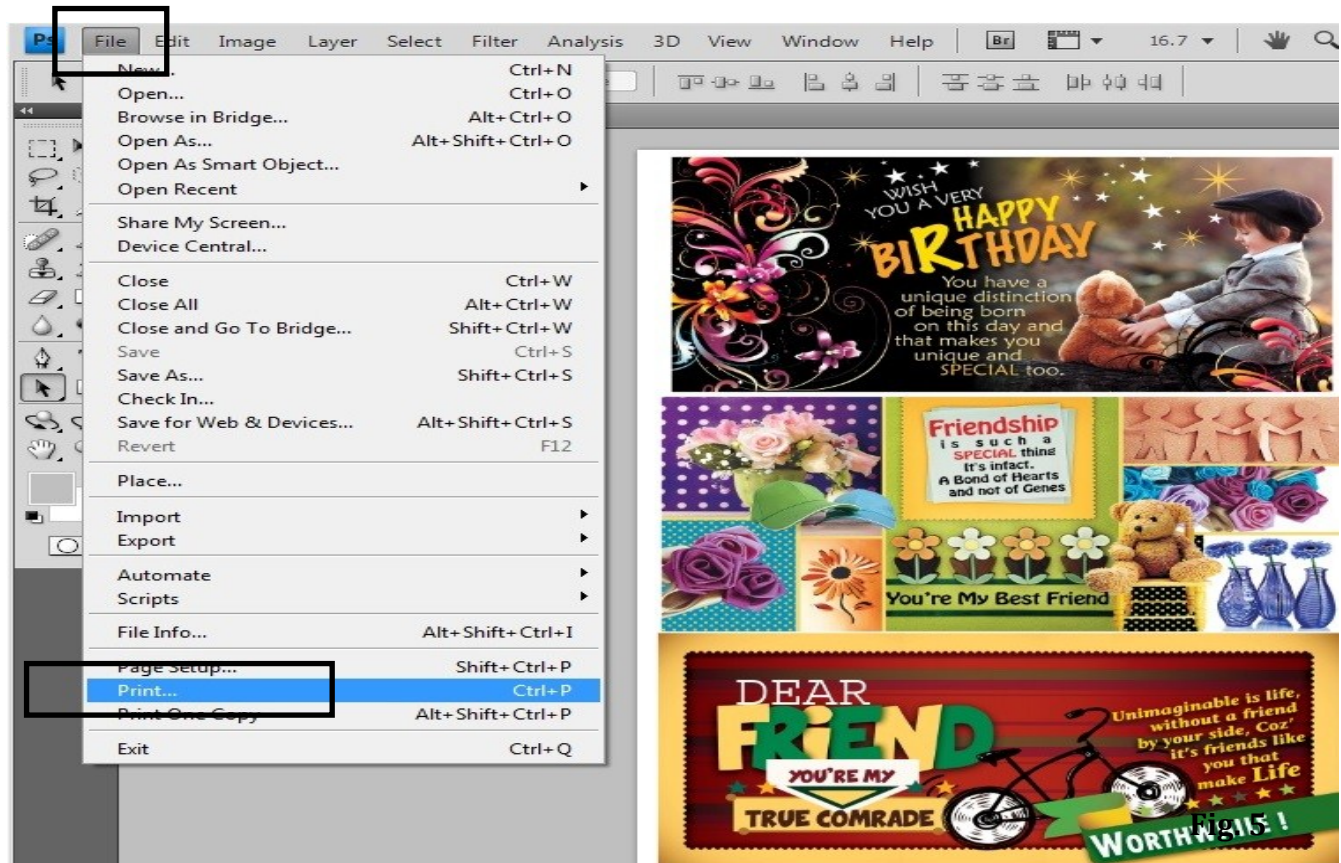 Ps File Edit Image Layer Select Filter Analysis 3D View Window Help Br 16.7
New... Ctrl+N
Open... Ctrl+O
Browse in Bridge... Alt+Ctrl+O
Open As... Alt+Shift+Ctrl+O
Open As Smart Object...
Open Recent
Share My Screen...
Device Central...
Close Ctrl+W
Close All Alt+Ctrl+W
Close and Go To Bridge... Shift+Ctrl+W
Save Ctrl+S
Save As... Shift+Ctrl+S
Check In...
Save for Web & Devices... Alt+Shift+Ctrl+S
Revert F12
Place...
Import
Export
Automate
Scripts
File Info... Alt+Shift+Ctrl+I
Page Setup... Shift+Ctrl+P
Print... Ctrl+P
Print One Copy Alt+Shift+Ctrl+P
Exit Ctrl+Q
WISH
YOU A VERY
HAPPY
BIRTHDAY
You have a
unique distinction
of being born
on this day and
that makes you
unique and
SPECIAL too.
Friendship
is such a
SPECIAL thing
It's infact.
A Bond of Hearts
and not of Genes
You're My Best Friend
DEAR
FRiEND
YOU'RE MY
TRUE COMRADE
Unimaginable is life,
without a friend
by your side, Coz'
it's friends like
you that
make Life
WORTHWHILE !
Fig. 5